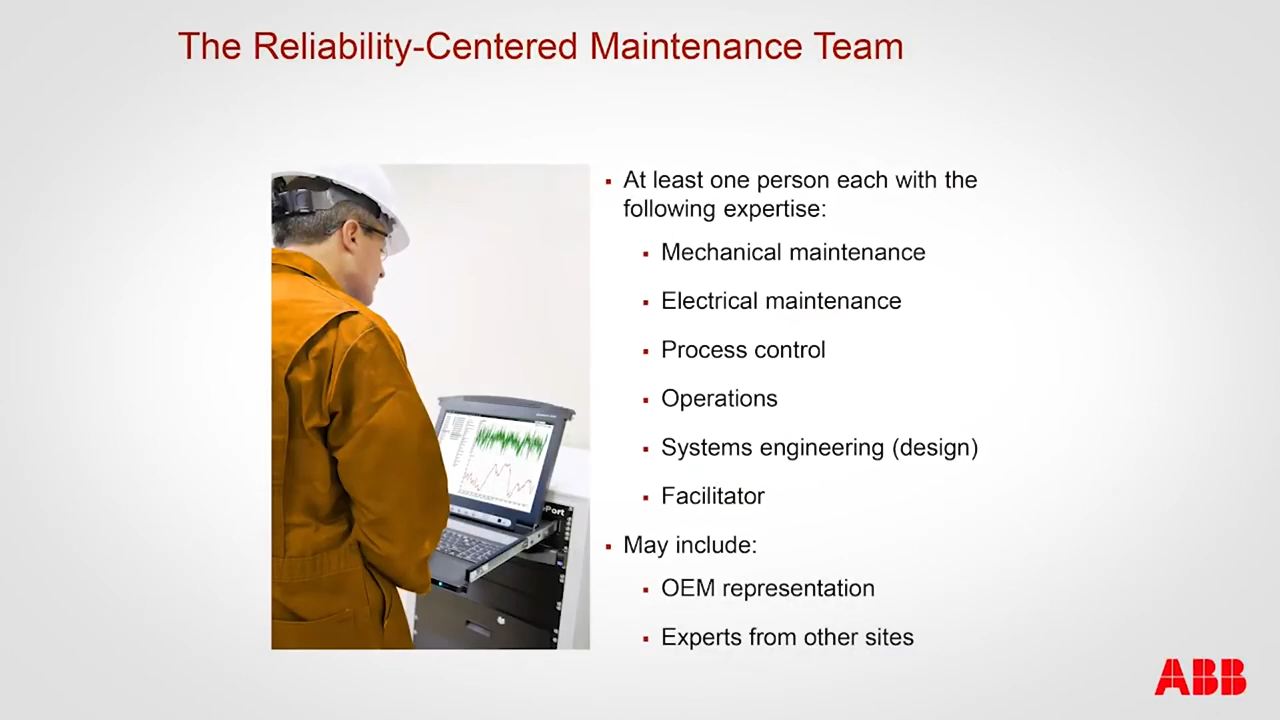 The Reliability-Centered Maintenance Team
At least one person each with the
following expertise:
Mechanical maintenance
Electrical maintenance
Process control
Operations
Systems engineering (design)
Facilitator
May include:
OEM representation
Experts from other sites
Port
ABB